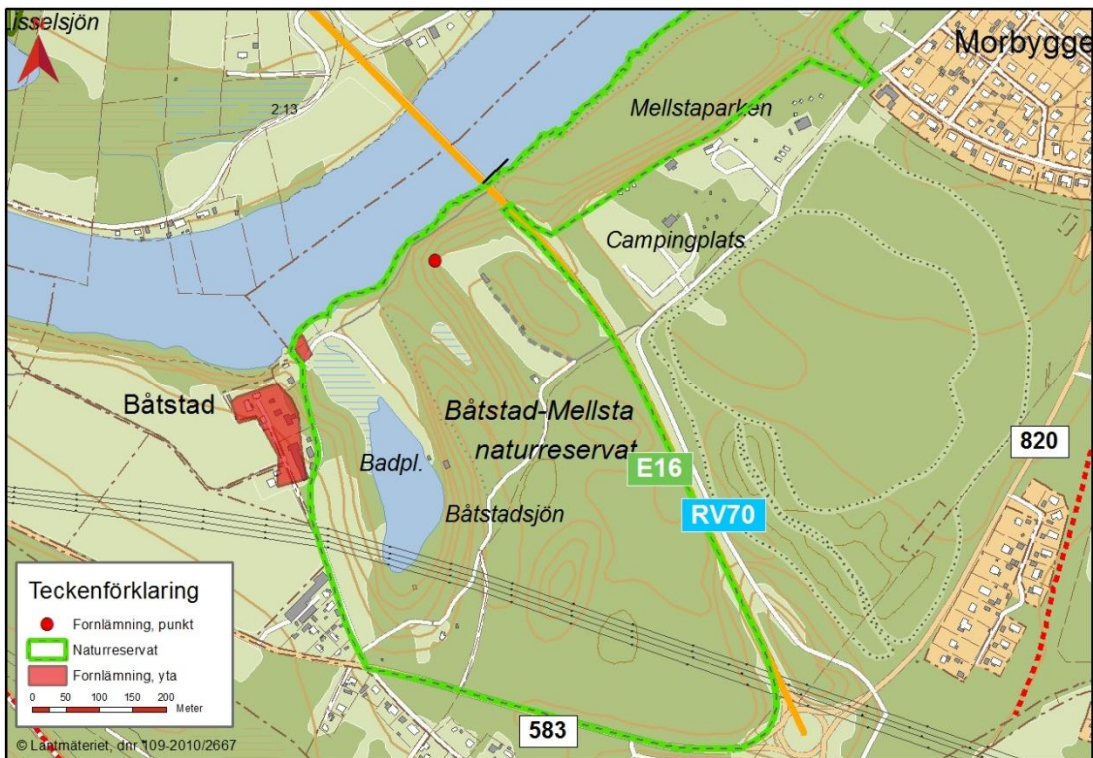 isselsjön
Morbygge
2:13
Mellstaparken
Campingplats
Båtstad
Båtstad-Mellsta
naturreservat
820
Badpl.
E16
Båtstadsjön
RV70
Teckenförklaring
Fornlämning, punkt
Naturreservat
Fornlämning, yta
0 50 100 150 200
Meter
583
© Lantmäteriet, dnr 109-2010/2667